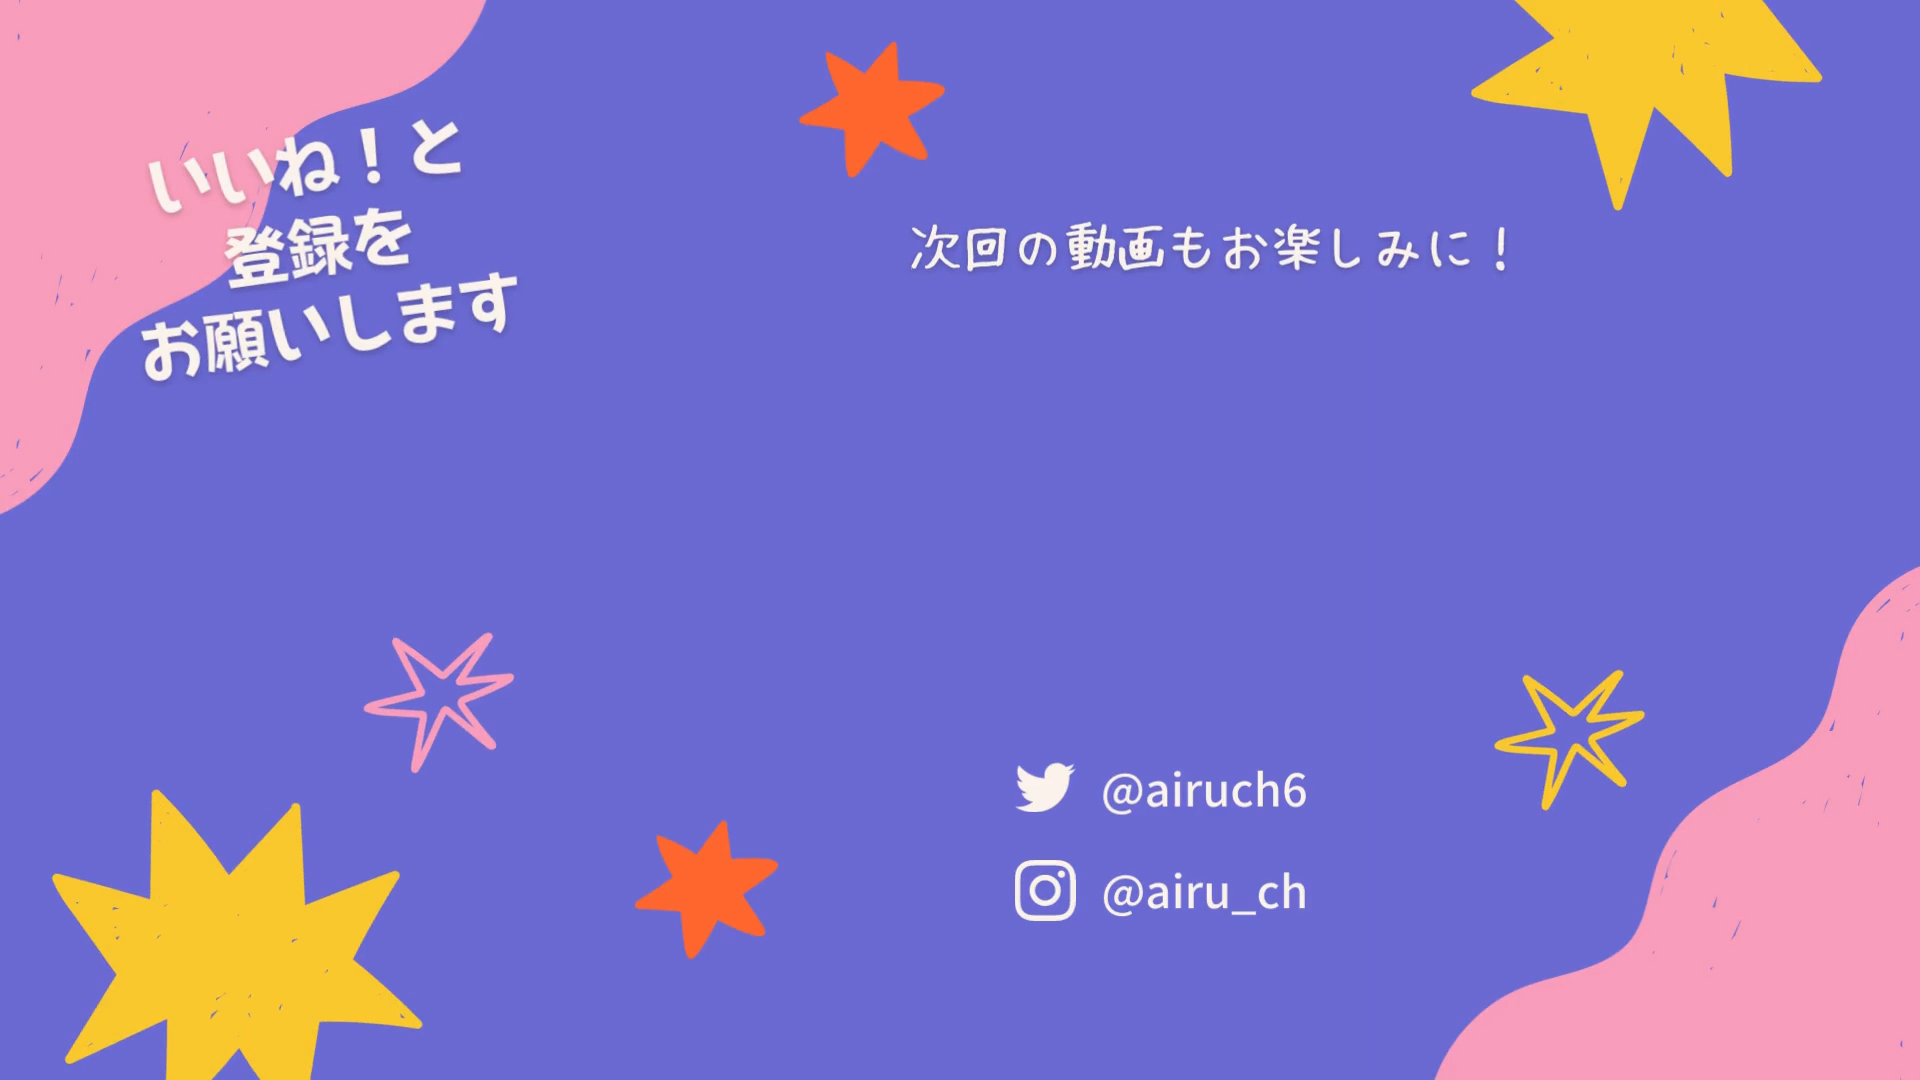 いいね！と
登録を
お願いします
次回の動画もお楽しみに！
@airuch6
@airu_ch